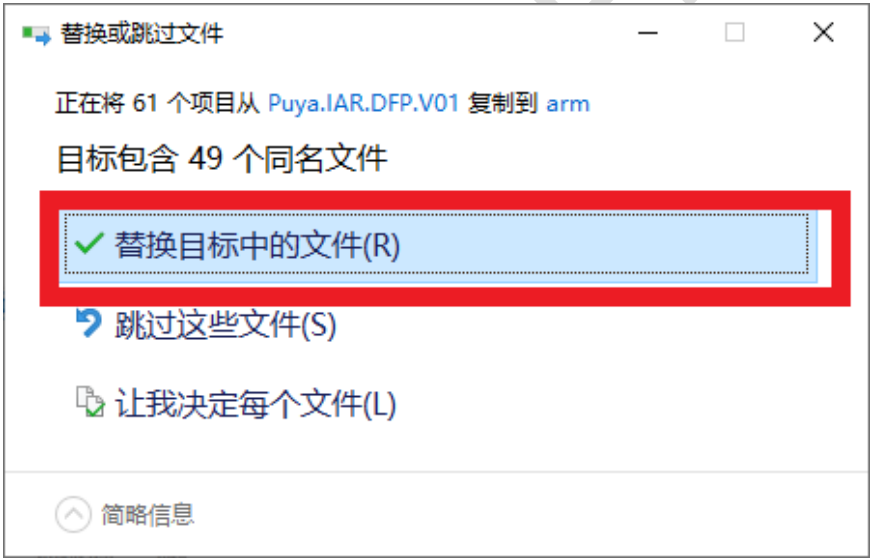 替换或跳过文件
正在将 61 个项目从 Puya.IAR.DFP.V01 复制到 arm
目标包含 49 个同名文件
替换目标中的文件(R)
跳过这些文件(S)
让我决定每个文件(L)
简略信息